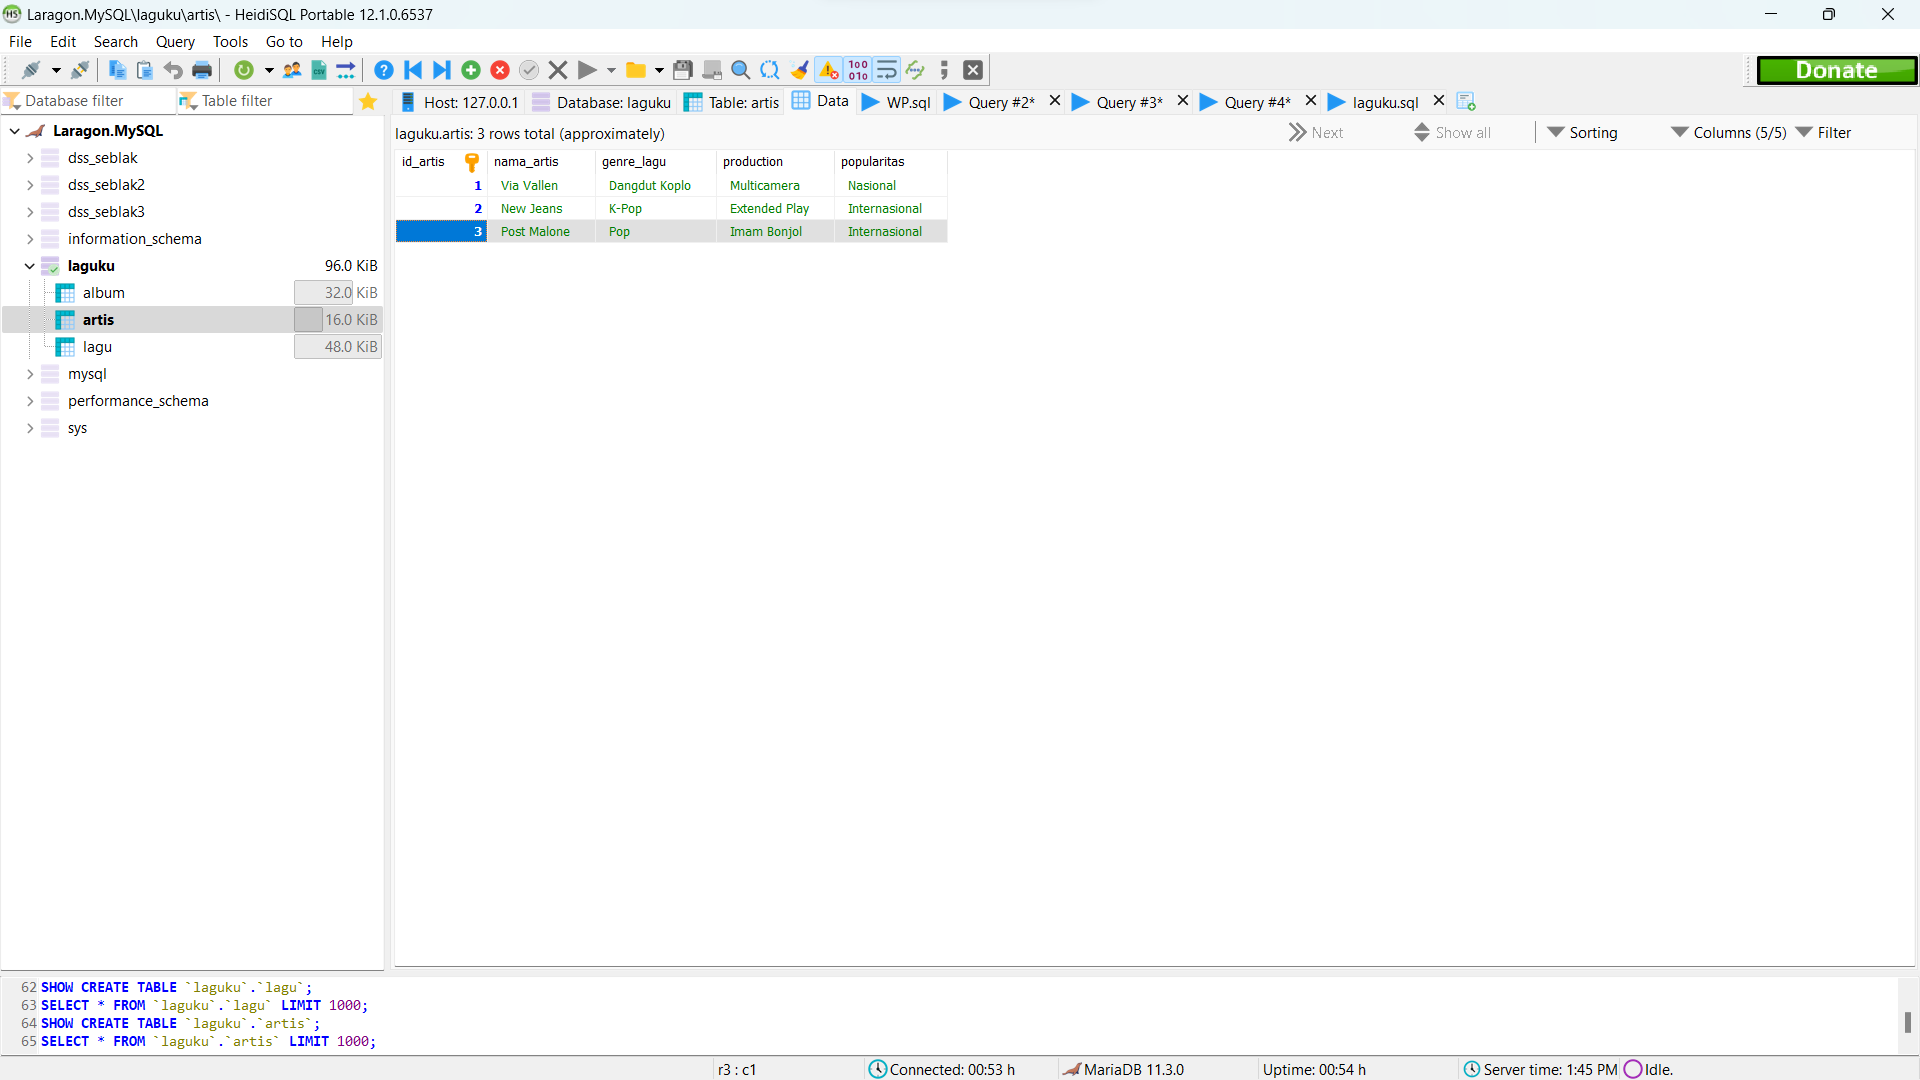 Laragon.MySQL\laguku\artis\ - HeidiSQL Portable 12.1.0.6537
File Edit Search Query Tools Go to Help
Donate
Database filter Table filter
Host: 127.0.0.1 Database: laguku Table: artis Data WP.sql Query #2* Query #3* Query #4* laguku.sql
laguku.artis: 3 rows total (approximately) Next Show all Sorting Columns (5/5) Filter
Laragon.MySQL
dss_seblak
dss_seblak2
dss_seblak3
information_schema
laguku 96.0 KiB
album 32.0 KiB
artis 16.0 KiB
lagu 48.0 KiB
mysql
performance_schema
sys
id_artis nama_artis genre_lagu production popularitas
1 Via Vallen Dangdut Koplo Multicamera Nasional
2 New Jeans K-Pop Extended Play Internasional
3 Post Malone Pop Imam Bonjol Internasional
62 SHOW CREATE TABLE `laguku`.`lagu`;
63 SELECT * FROM `laguku`.`lagu` LIMIT 1000;
64 SHOW CREATE TABLE `laguku`.`artis`;
65 SELECT * FROM `laguku`.`artis` LIMIT 1000;
r3 : c1 Connected: 00:53 h MariaDB 11.3.0 Uptime: 00:54 h Server time: 1:45 PM Idle.